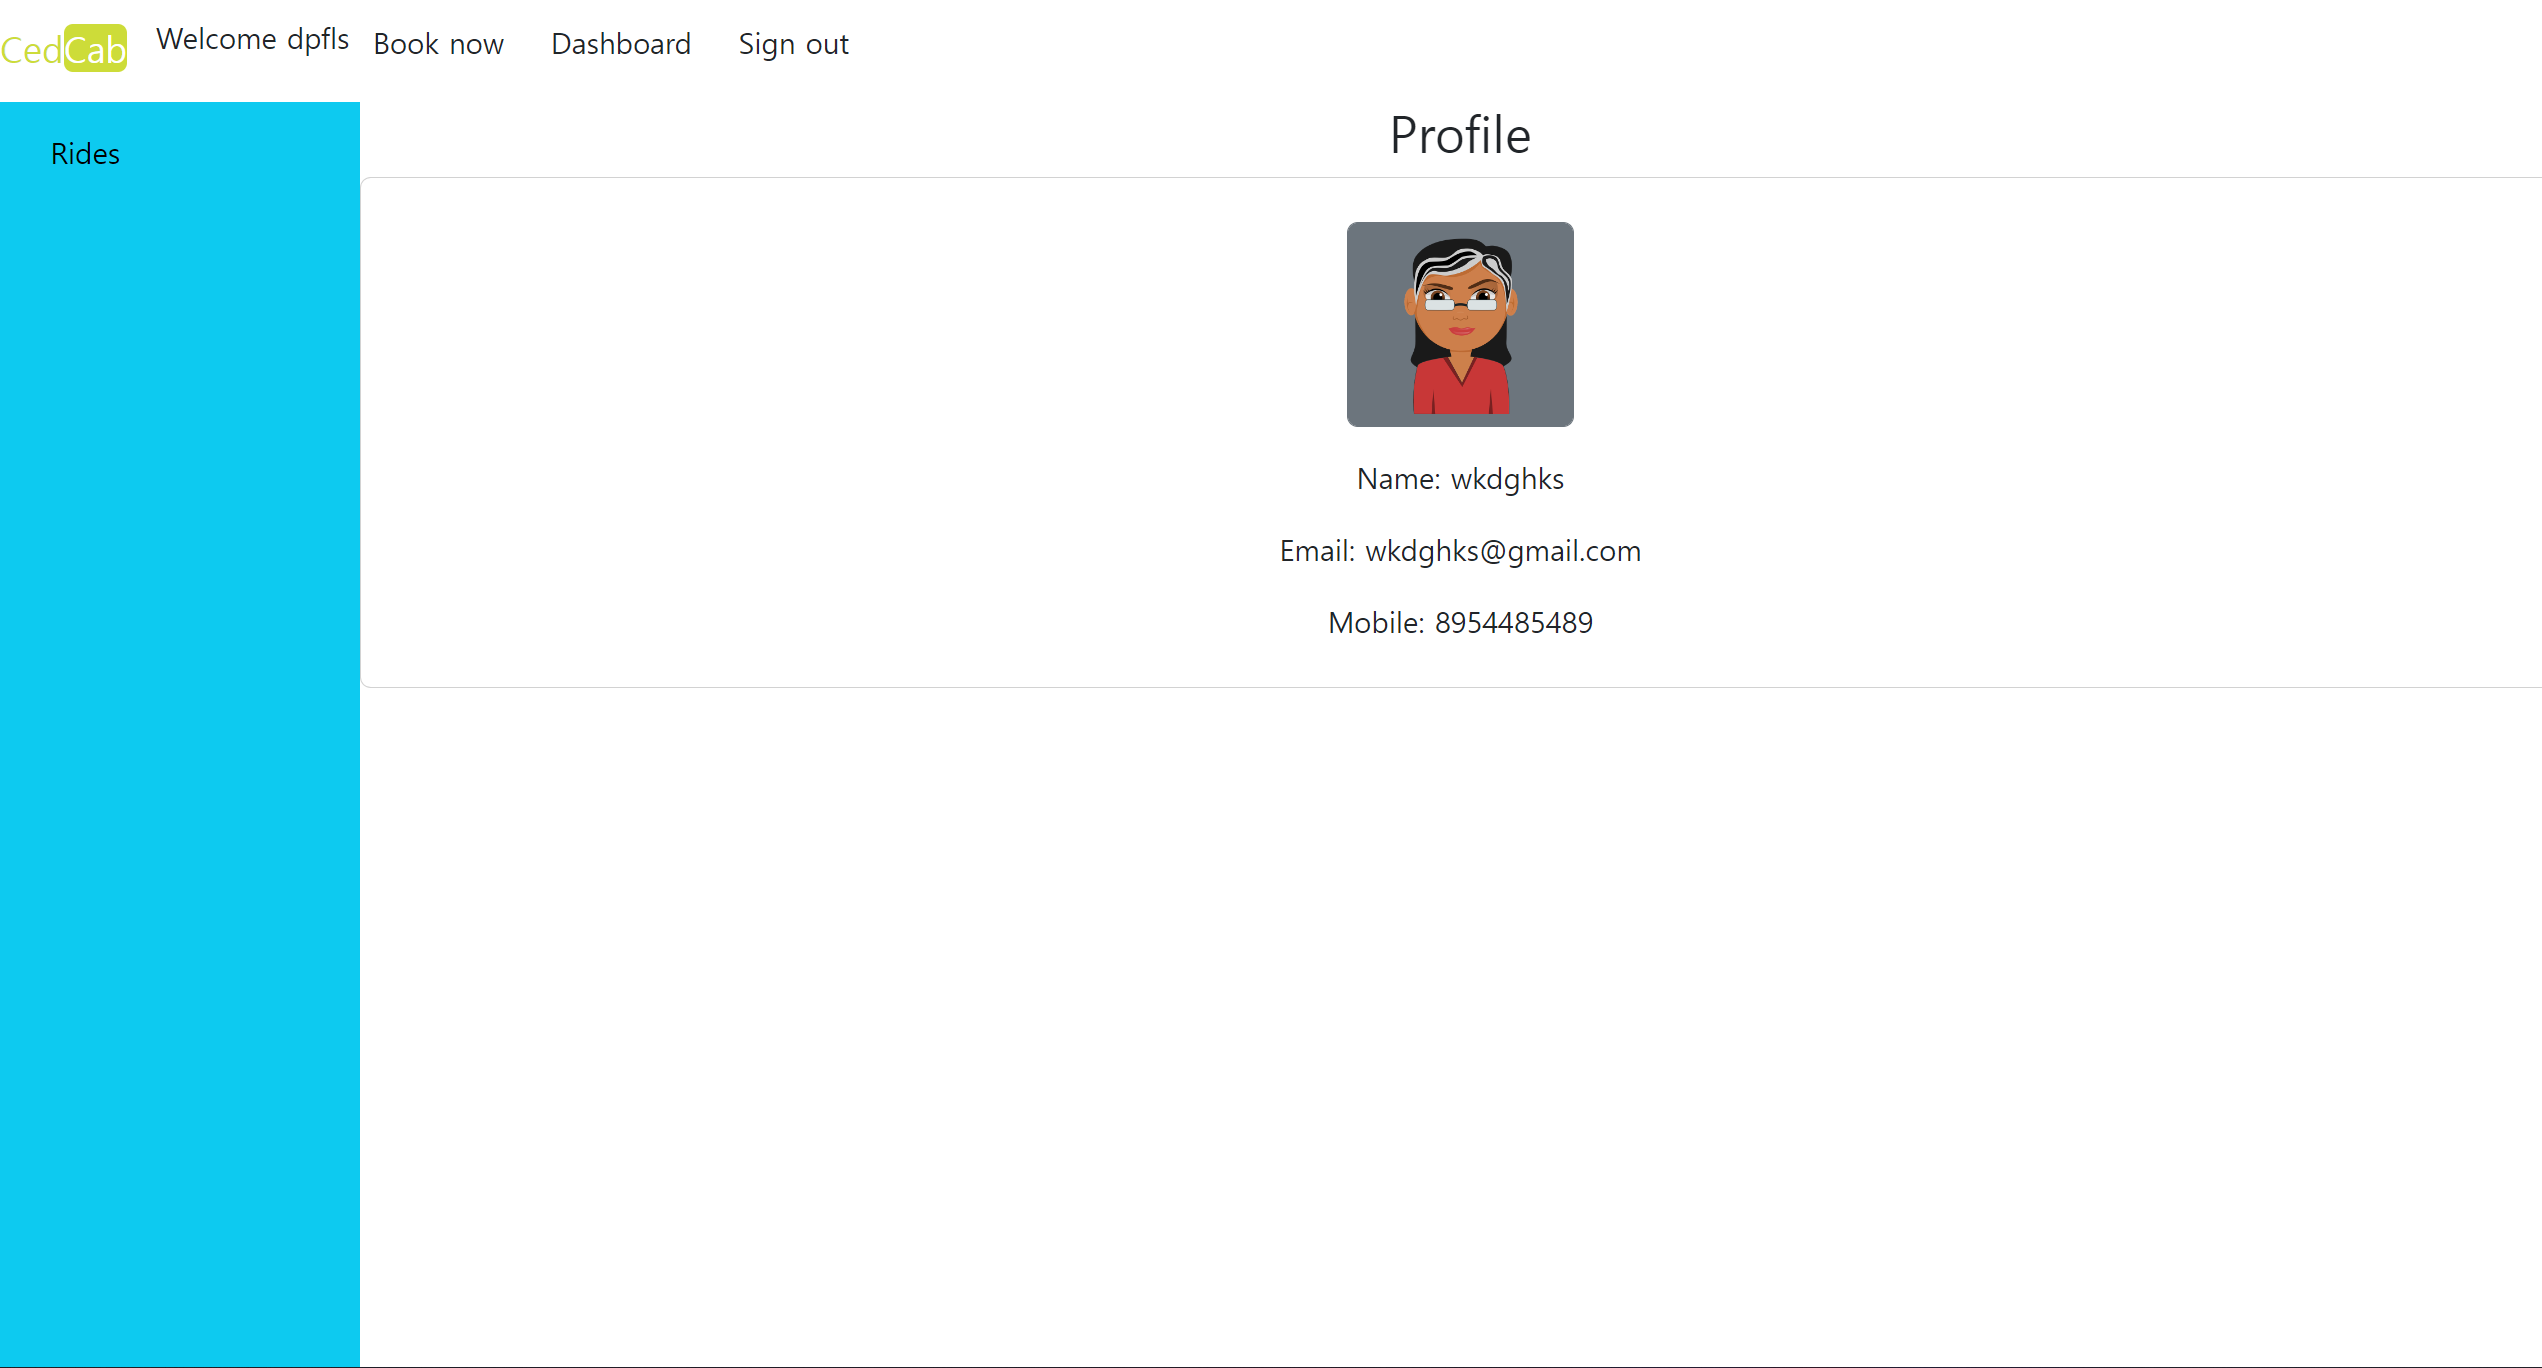 CedCab Welcome dpfls Book now Dashboard Sign out
Rides
Profile
Name: wkdghks
Email: wkdghks@gmail.com
Mobile: 8954485489